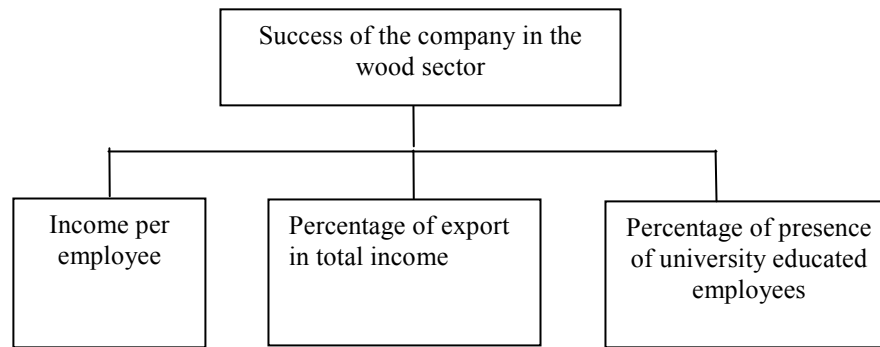 Success of the company in the
wood sector
Income per
employee
Percentage of export
in total income
Percentage of presence
of university educated
employees